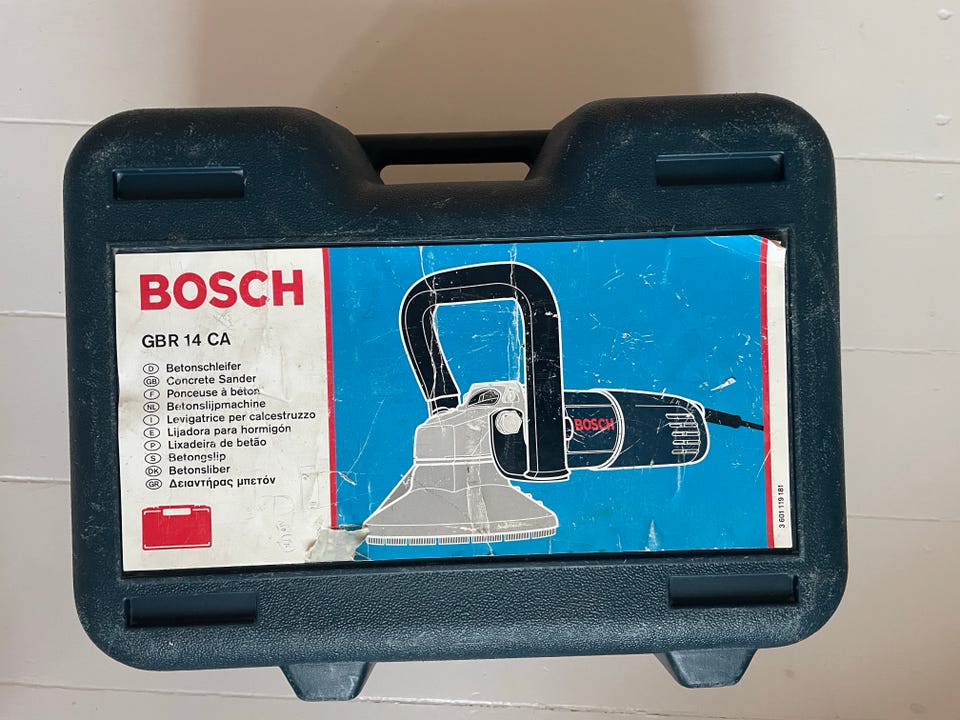 BOSCH
GBR 14 CA
D Betonschleifer
GB Concrete Sander
F Ponceuse à béton
NL Betonslijpmachine
I Levigatrice per calcestruzzo
E Lijadora para hormigón
P Lixadeira de betão
S Betongslip
DK Betonsliber
GR Δειαντήρας μπετόν
BOSCH
3 601 119 181